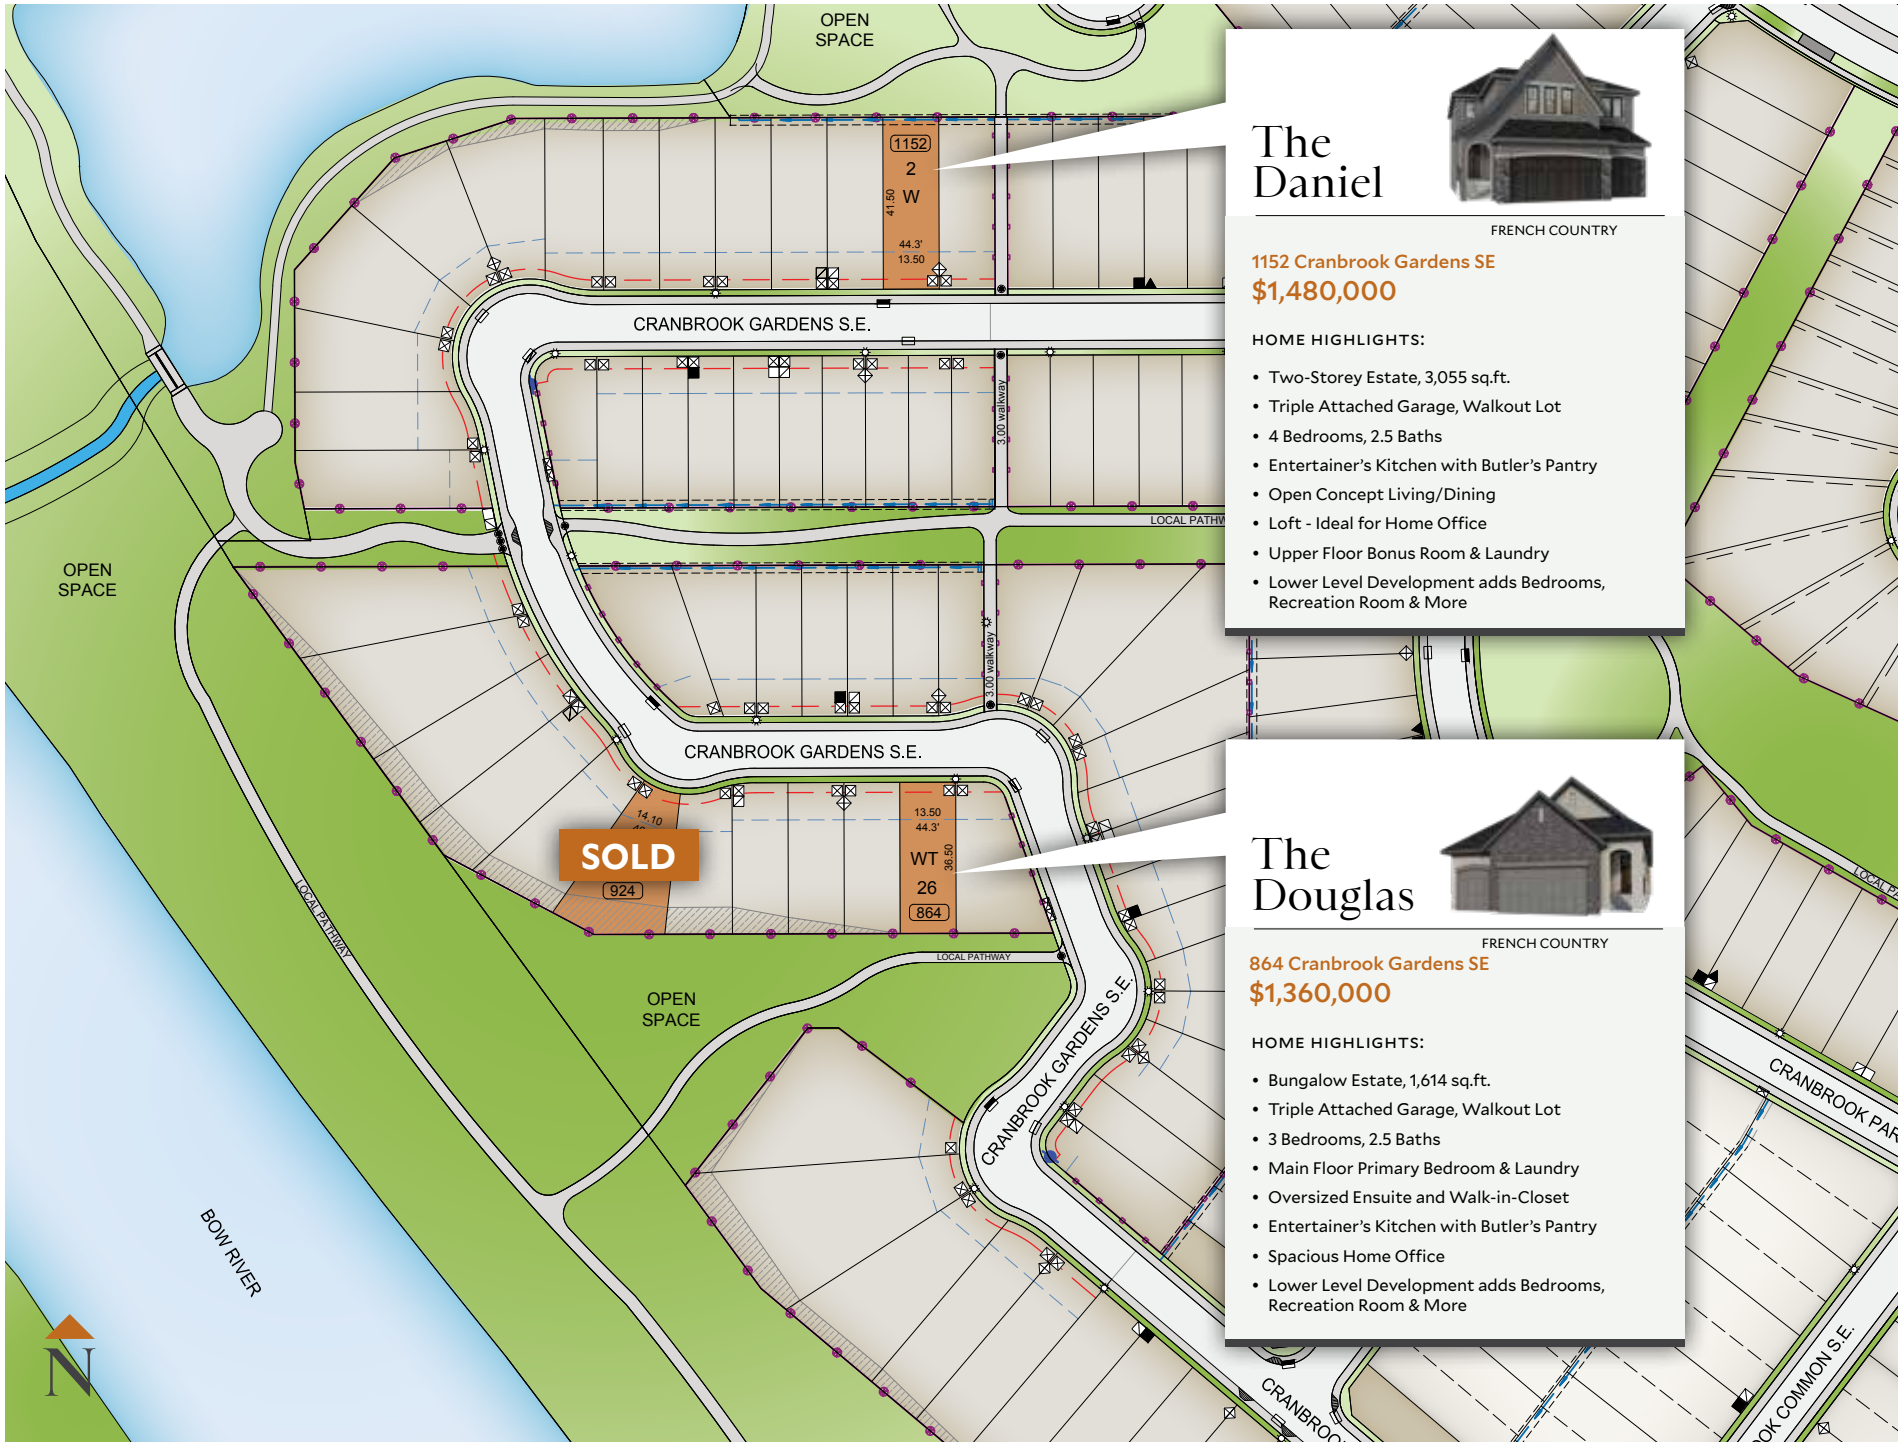 OPEN
SPACE
1152
2
W
41.50
44.3'
13.50
The
Daniel
FRENCH COUNTRY
1152 Cranbrook Gardens SE
$1,480,000
HOME HIGHLIGHTS:
• Two-Storey Estate, 3,055 sq.ft.
• Triple Attached Garage, Walkout Lot
• 4 Bedrooms, 2.5 Baths
• Entertainer's Kitchen with Butler's Pantry
• Open Concept Living/Dining
• Loft - Ideal for Home Office
• Upper Floor Bonus Room & Laundry
• Lower Level Development adds Bedrooms,
Recreation Room & More
CRANBROOK GARDENS S.E.
3.00 walkway
LOCAL PATHW
OPEN
SPACE
3.00 walkway
CRANBROOK GARDENS S.E.
14.10
SOLD
924
13.50
44.3'
WT
36.50
26
864
The
Douglas
FRENCH COUNTRY
864 Cranbrook Gardens SE
$1,360,000
HOME HIGHLIGHTS:
• Bungalow Estate, 1,614 sq.ft.
• Triple Attached Garage, Walkout Lot
• 3 Bedrooms, 2.5 Baths
• Main Floor Primary Bedroom & Laundry
• Oversized Ensuite and Walk-in-Closet
• Entertainer's Kitchen with Butler's Pantry
• Spacious Home Office
• Lower Level Development adds Bedrooms,
Recreation Room & More
LOCAL PATHWAY
LOCAL PATHWAY
LOCAL PA
OPEN
SPACE
CRANBROOK GARDENS S.E.
CRANBROOK PAR
BOW RIVER
N
CRANBROO
OK COMMON S.E.